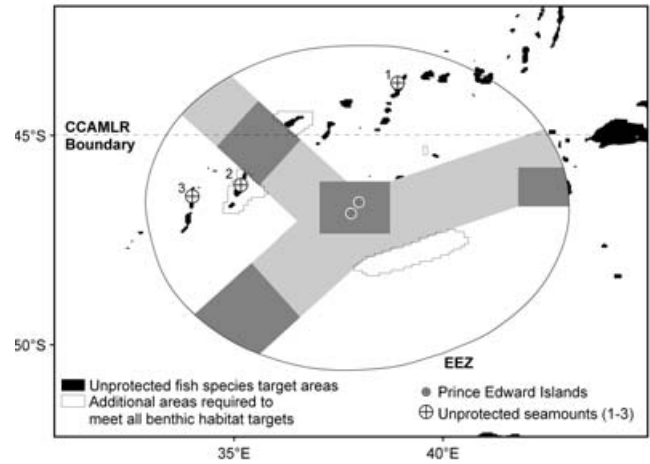 1
45°S
CCAMLR
Boundary
2
3
50°S
EEZ
Unprotected fish species target areas
Additional areas required to
meet all benthic habitat targets
Prince Edward Islands
Unprotected seamounts (1-3)
35°E
40°E